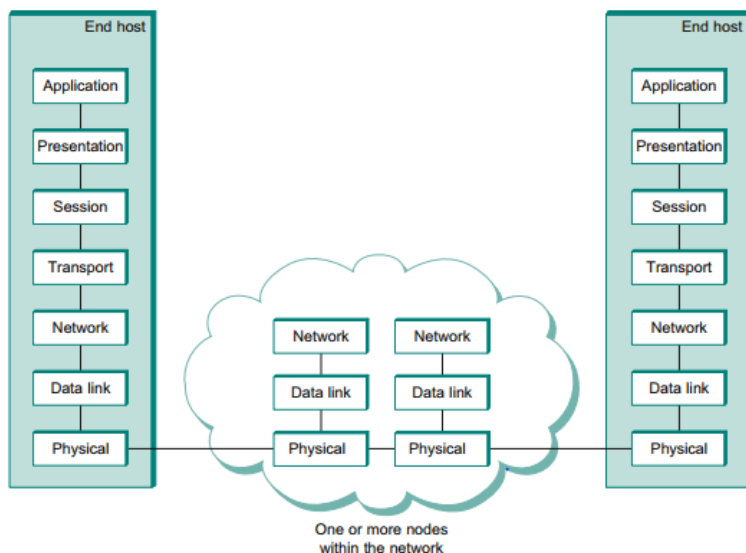 End host
Application
Presentation
Session
Transport
Network
Data link
Physical
Network
Data link
Physical
Network
Data link
Physical
One or more nodes
within the network
End host
Application
Presentation
Session
Transport
Network
Data link
Physical